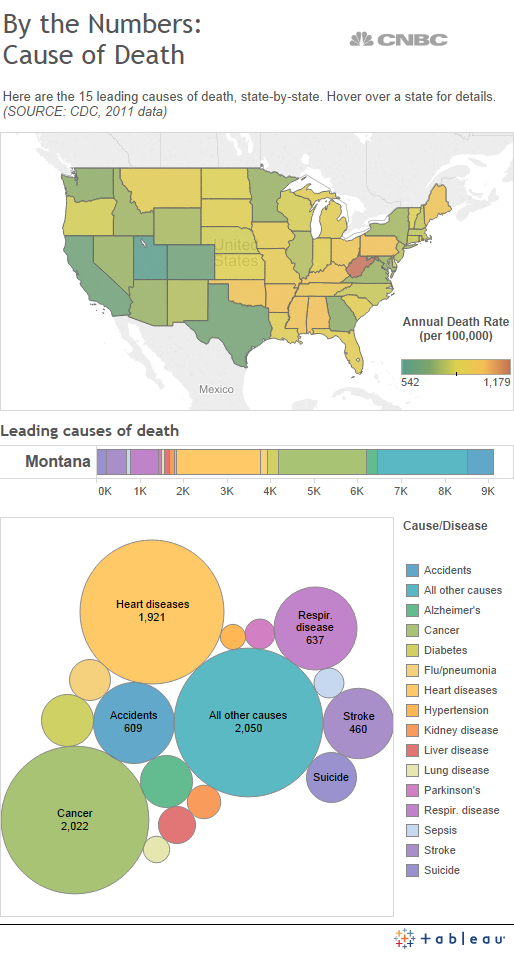 By the Numbers:
Cause of Death
CNBC
Here are the 15 leading causes of death, state-by-state. Hover over a state for details.
(SOURCE: CDC, 2011 data)
United
States
Mexico
Annual Death Rate
(per 100,000)
542
1,179
Leading causes of death
Montana
0K 1K 2K 3K 4K 5K 6K 7K 8K 9K
Cause/Disease
Heart diseases
1,921
Respir.
disease
637
Accidents
609
All other causes
2,050
Stroke
460
Suicide
Cancer
2,022
Accidents
All other causes
Alzheimer's
Cancer
Diabetes
Flu/pneumonia
Heart diseases
Hypertension
Kidney disease
Liver disease
Lung disease
Parkinson's
Respir. disease
Sepsis
Stroke
Suicide
+ableau